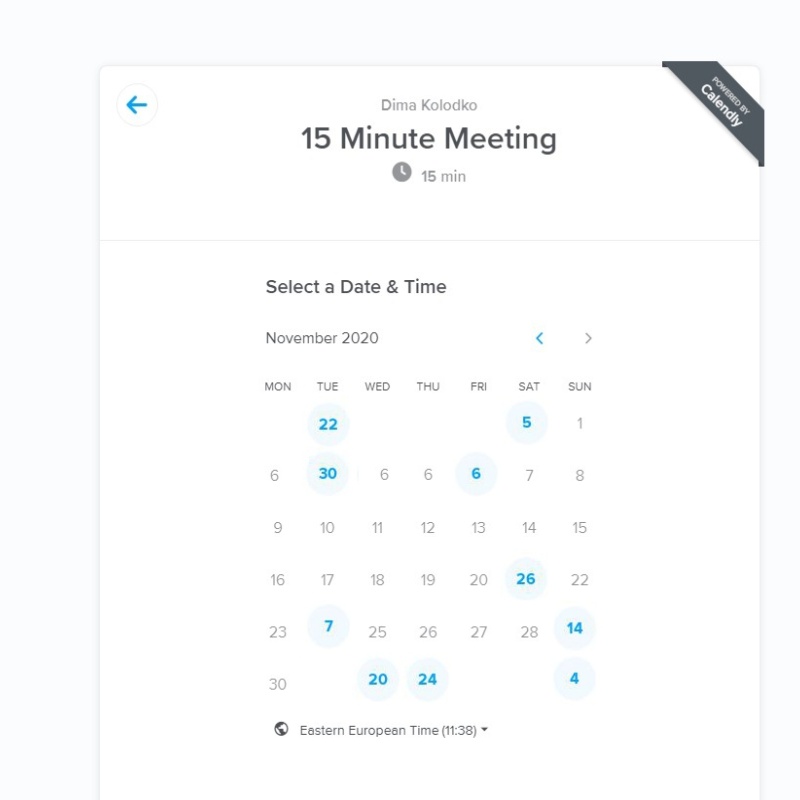 POWERED BY
Calendly
Dima Kolodko
15 Minute Meeting
15 min
Select a Date & Time
November 2020
MON TUE WED THU FRI SAT SUN
22 5 1
6 30 6 6 6 7 8
9 10 11 12 13 14 15
16 17 18 19 20 26 22
23 7 25 26 27 28 14
30 20 24 4
Eastern European Time (11:38)